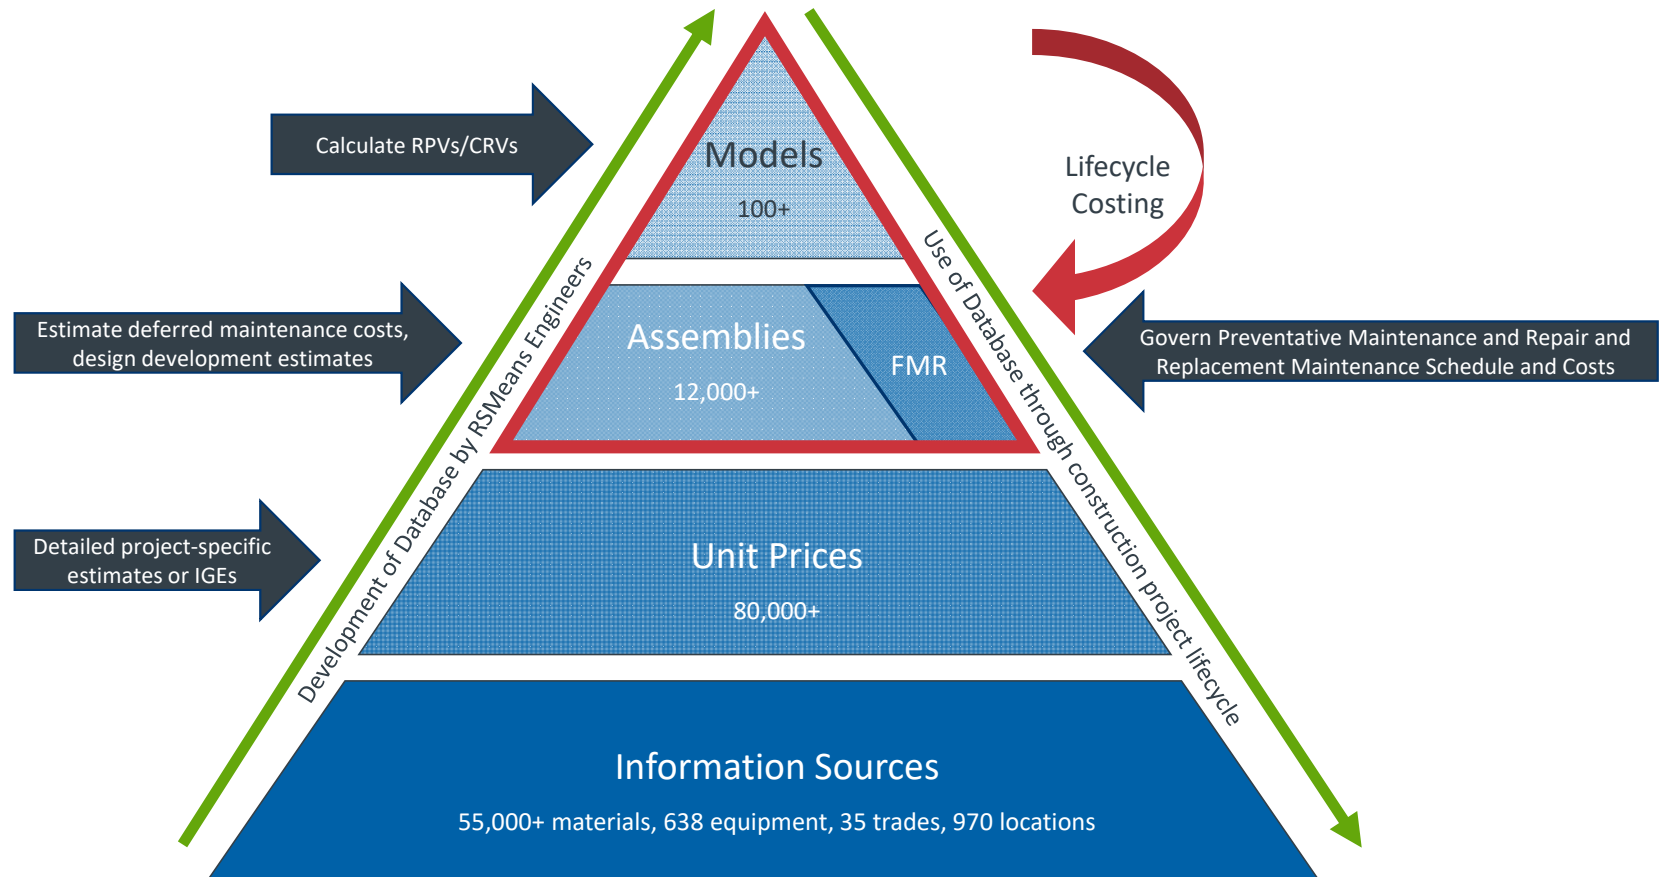 Calculate RPVs/CRVs
Models
100+
Lifecycle
Costing
Development of Database by RSMeans Engineers
Use of Database through construction project lifecycle
Estimate deferred maintenance costs,
design development estimates
Assemblies
12,000+
FMR
Govern Preventative Maintenance and Repair and
Replacement Maintenance Schedule and Costs
Detailed project-specific
estimates or IGEs
Unit Prices
80,000+
Information Sources
55,000+ materials, 638 equipment, 35 trades, 970 locations